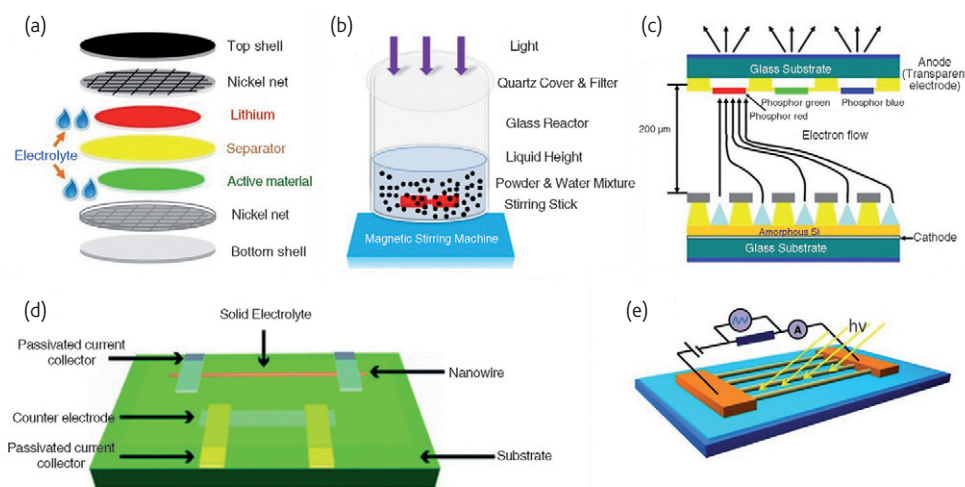 (a)
Top shell
Nickel net
Lithium
Electrolyte
Separator
Active material
Nickel net
Bottom shell
(b)
Light
Quartz Cover & Filter
Glass Reactor
Liquid Height
Powder & Water Mixture
Stirring Stick
Magnetic Stirring Machine
(c)
Glass Substrate
Anode
(Transparen
electrode)
Phosphor green
Phosphor blue
Phosphor red
200 μm
Electron flow
Amorphous Si
Cathode
Glass Substrate
(d)
Solid Electrolyte
Passivated current
collector
Nanowire
Counter electrode
Passivated current
collector
Substrate
(e)
A
hv